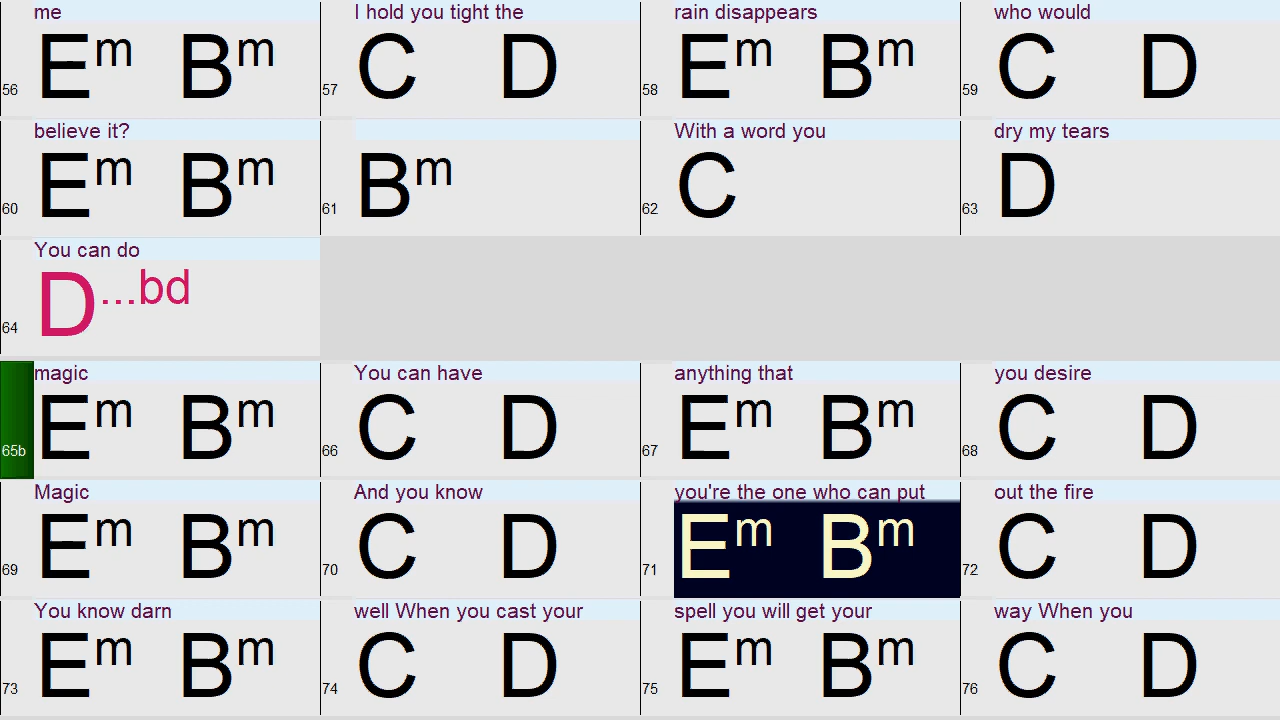 me I hold you tight the rain disappears who would
56 Em Bm 57 C D 58 Em Bm 59 C D
believe it? With a word you dry my tears
60 Em Bm 61 Bm 62 C 63 D
You can do
64 D...bd
magic You can have anything that you desire
65b Em Bm 66 C D 67 Em Bm 68 C D
Magic And you know you're the one who can put out the fire
69 Em Bm 70 C D 71 Em Bm 72 C D
You know darn well When you cast your spell you will get your way When you
73 Em Bm 74 C D 75 Em Bm 76 C D